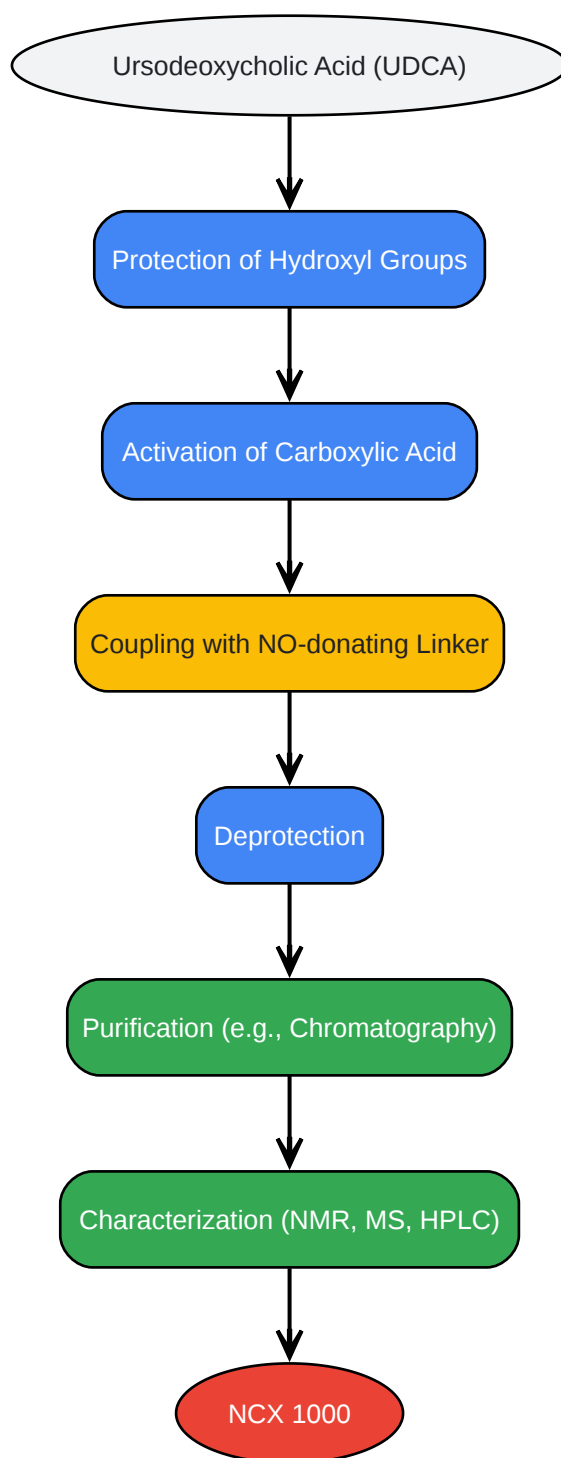 Ursodeoxycholic Acid (UDCA)
Protection of Hydroxyl Groups
Activation of Carboxylic Acid
Coupling with NO-donating Linker
Deprotection
Purification (e.g., Chromatography)
Characterization (NMR, MS, HPLC)
NCX 1000